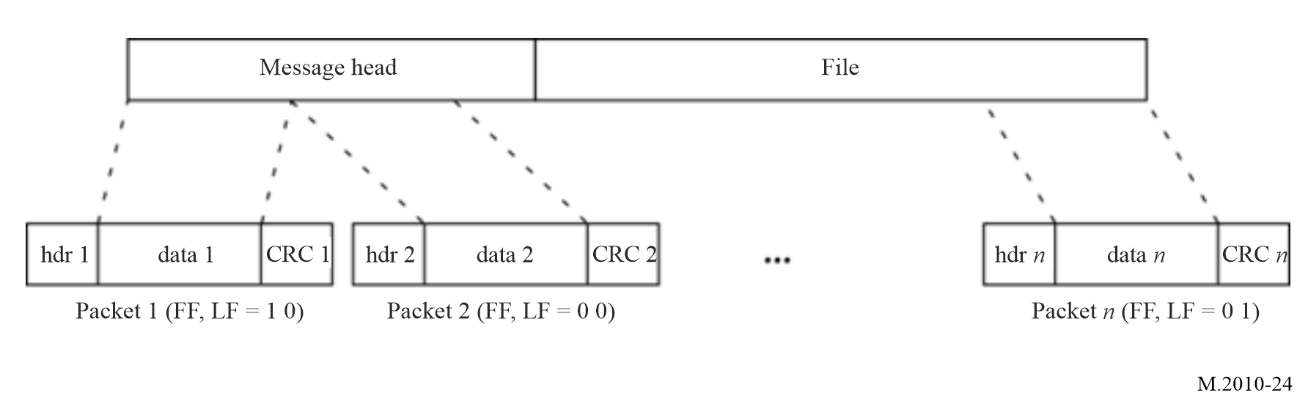 Message head File
hdr 1 data 1 CRC 1 hdr 2 data 2 CRC 2 ... hdr n data n CRC n
Packet 1 (FF, LF = 1 0) Packet 2 (FF, LF = 0 0) Packet n (FF, LF = 0 1)
M.2010-24